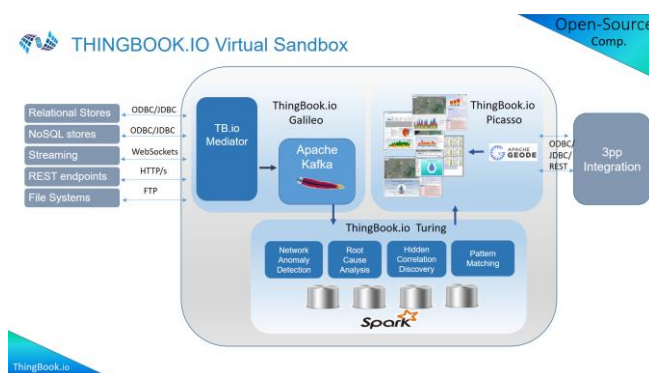 THINGBOOK.IO Virtual Sandbox
Open-Source
Comp.
Relational Stores
NoSQL stores
Streaming
REST endpoints
File Systems
ODBC/JDBC
ODBC/JDBC
WebSockets
HTTP/s
FTP
TB.io
Mediator
ThingBook.io
Galileo
Apache
Kafka
ThingBook.io
Picasso
APACHE
GEODE
ODBC/
JDBC/
REST
3pp
Integration
ThingBook.io Turing
Network
Anomaly
Detection
Root
Cause
Analysis
Hidden
Correlation
Discovery
Pattern
Matching
Spark
ThingBook.io